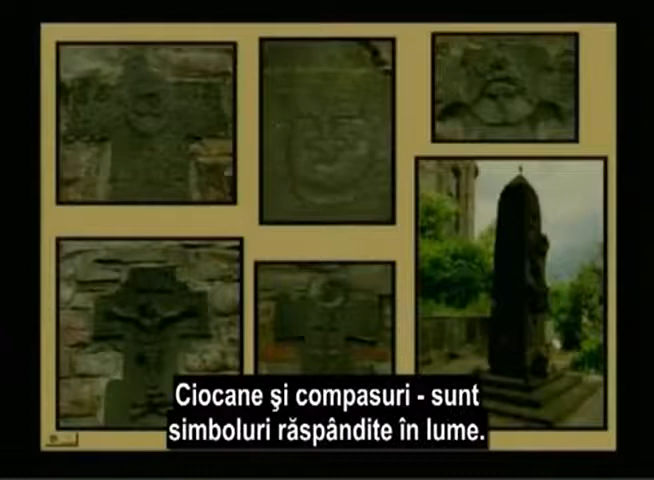 Ciocane şi compasuri - sunt
simboluri răspândite în lume.